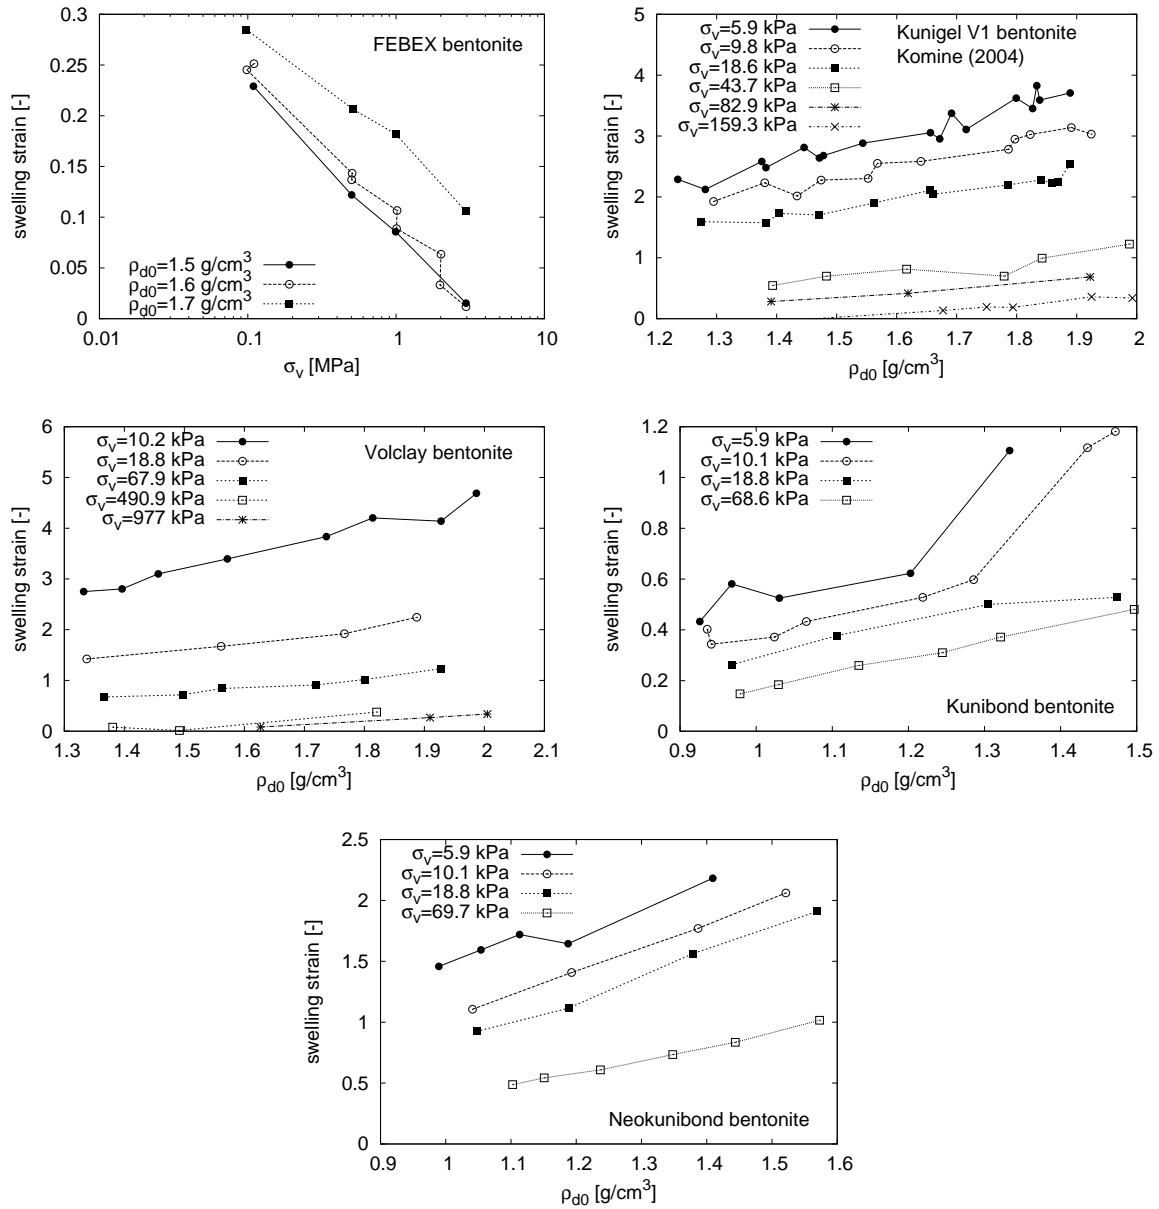 FEBEX bentonite
swelling strain [-]
0.3
0.25
0.2
0.15
0.1
0.05
0
ρd0=1.5 g/cm3
ρd0=1.6 g/cm3
ρd0=1.7 g/cm3
0.01 0.1 1 10
σv [MPa]
σv=5.9 kPa
σv=9.8 kPa
σv=18.6 kPa
σv=43.7 kPa
σv=82.9 kPa
σv=159.3 kPa
Kunigel V1 bentonite
Komine (2004)
swelling strain [-]
5
4
3
2
1
0
1.2 1.3 1.4 1.5 1.6 1.7 1.8 1.9 2
ρd0 [g/cm3]
σv=10.2 kPa
σv=18.8 kPa
σv=67.9 kPa
σv=490.9 kPa
σv=977 kPa
Volclay bentonite
swelling strain [-]
6
5
4
3
2
1
0
1.3 1.4 1.5 1.6 1.7 1.8 1.9 2 2.1
ρd0 [g/cm3]
σv=5.9 kPa
σv=10.1 kPa
σv=18.8 kPa
σv=68.6 kPa
swelling strain [-]
1.2
1
0.8
0.6
0.4
0.2
0
Kunibond bentonite
0.9 1 1.1 1.2 1.3 1.4 1.5
ρd0 [g/cm3]
σv=5.9 kPa
σv=10.1 kPa
σv=18.8 kPa
σv=69.7 kPa
swelling strain [-]
2.5
2
1.5
1
0.5
0
Neokunibond bentonite
0.9 1 1.1 1.2 1.3 1.4 1.5 1.6
ρd0 [g/cm3]